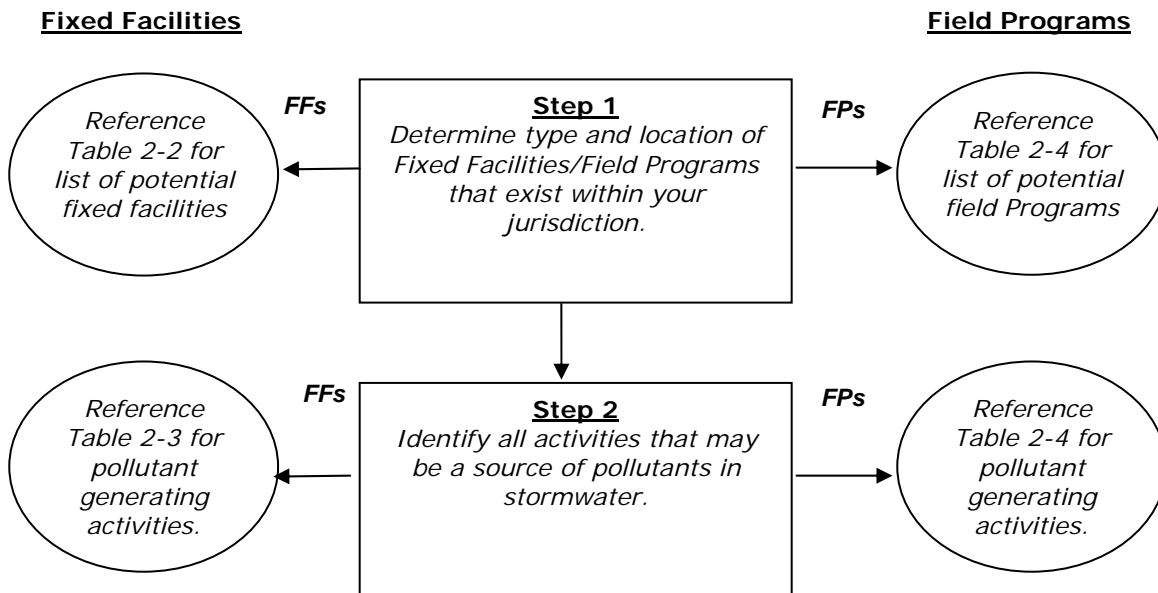 Fixed Facilities
Field Programs
Reference
Table 2-2 for
list of potential
fixed facilities
FFs
Step 1
Determine type and location of
Fixed Facilities/Field Programs
that exist within your
jurisdiction.
FPs
Reference
Table 2-4 for
list of potential
field Programs
Reference
Table 2-3 for
pollutant
generating
activities.
FFs
Step 2
Identify all activities that may
be a source of pollutants in
stormwater.
FPs
Reference
Table 2-4 for
pollutant
generating
activities.